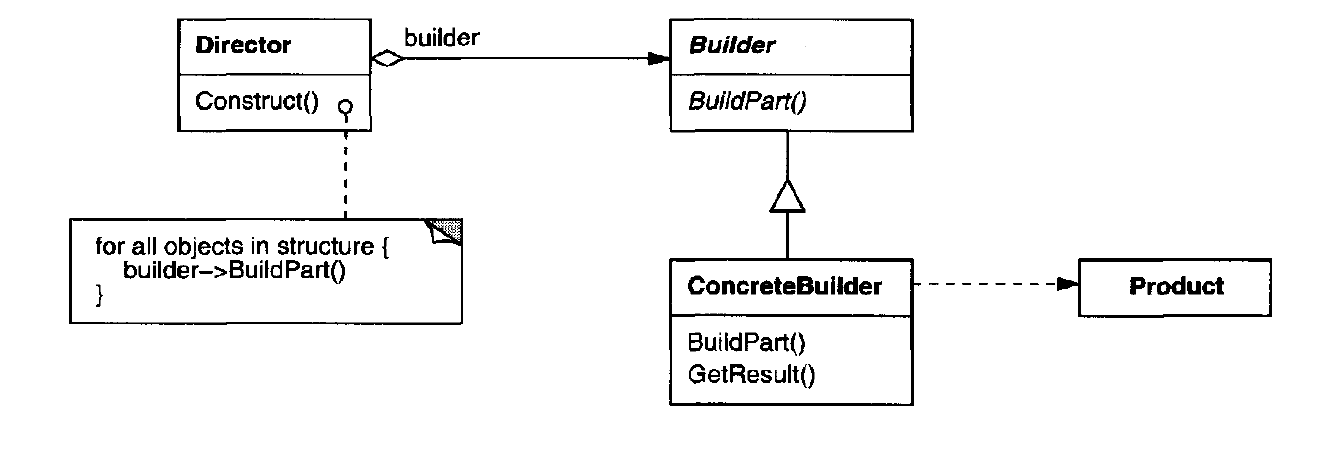 Director
builder
Builder
Construct()
BuildPart()
for all objects in structure {
builder->BuildPart()
}
ConcreteBuilder
Product
BuildPart()
GetResult()